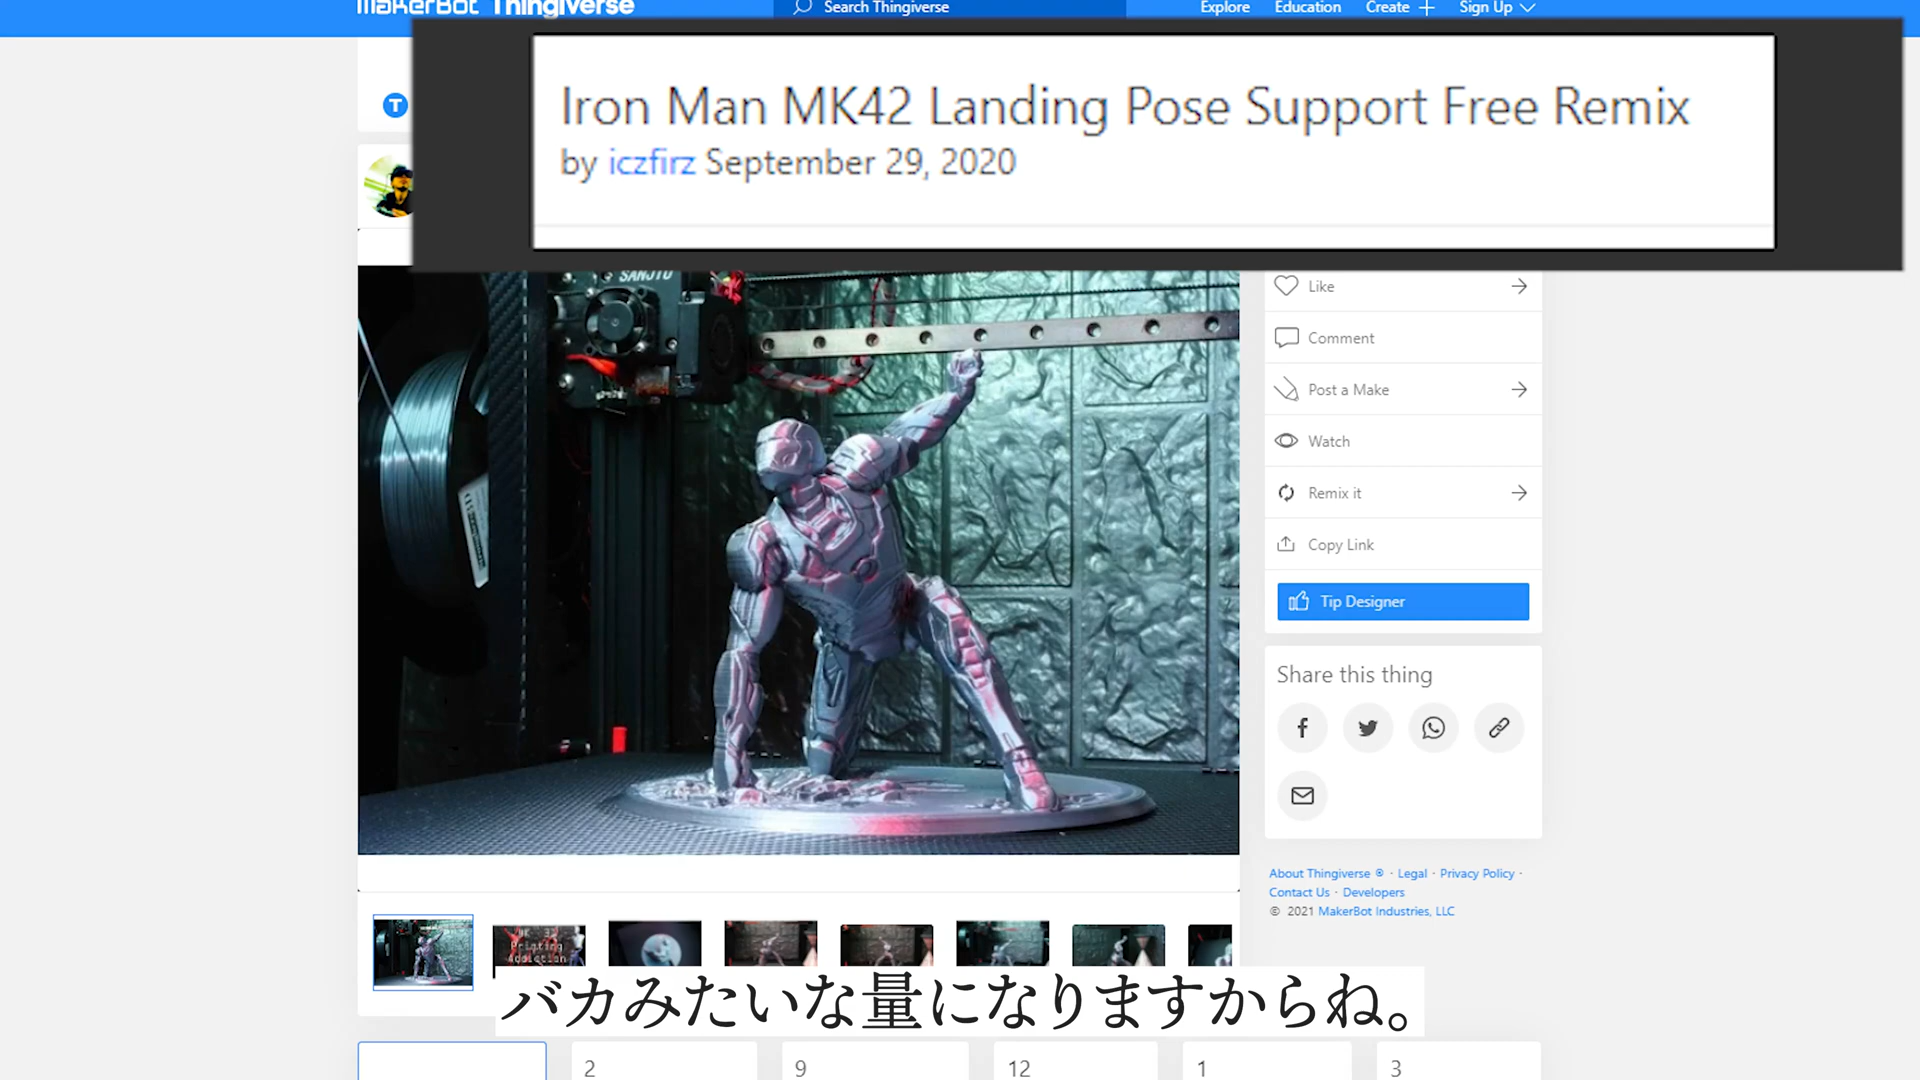 MakerBot Thingiverse
Search Thingiverse
Explore
Education
Create
Sign Up
T
Iron Man MK42 Landing Pose Support Free Remix
by iczfirz September 29, 2020
SANJIU
Like
Comment
Post a Make
Watch
Remix it
Copy Link
Tip Designer
Share this thing
About Thingiverse ® · Legal · Privacy Policy ·
Contact Us · Developers
© 2021 MakerBot Industries, LLC
Printing
Addiction
バカみたいな量になりますからね。
2
9
12
1
3